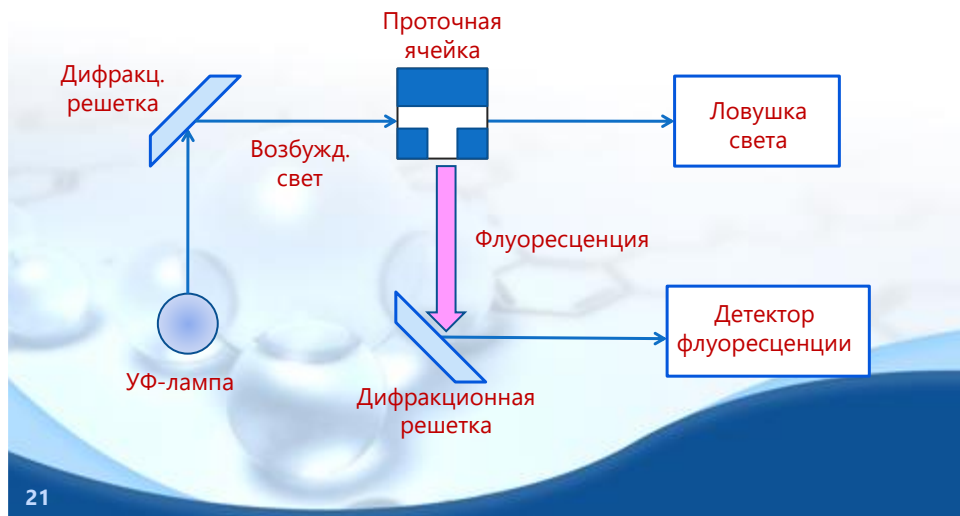 Проточная
ячейка
Дифракц.
решетка
Ловушка
света
Возбужд.
свет
Флуоресценция
Детектор
флуоресценции
УФ-лампа
Дифракционная
решетка
21